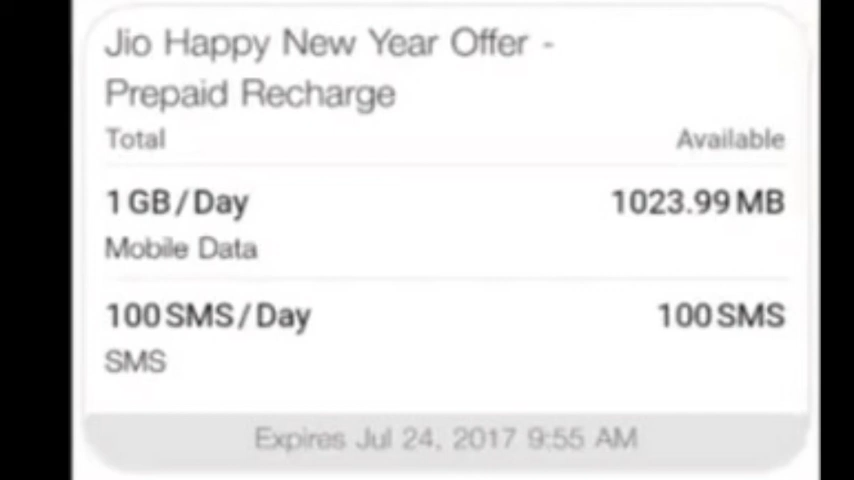 Jio Happy New Year Offer -
Prepaid Recharge
Total Available
1 GB / Day 1023.99 MB
Mobile Data
100 SMS / Day 100 SMS
SMS
Expires Jul 24, 2017 9:55 AM